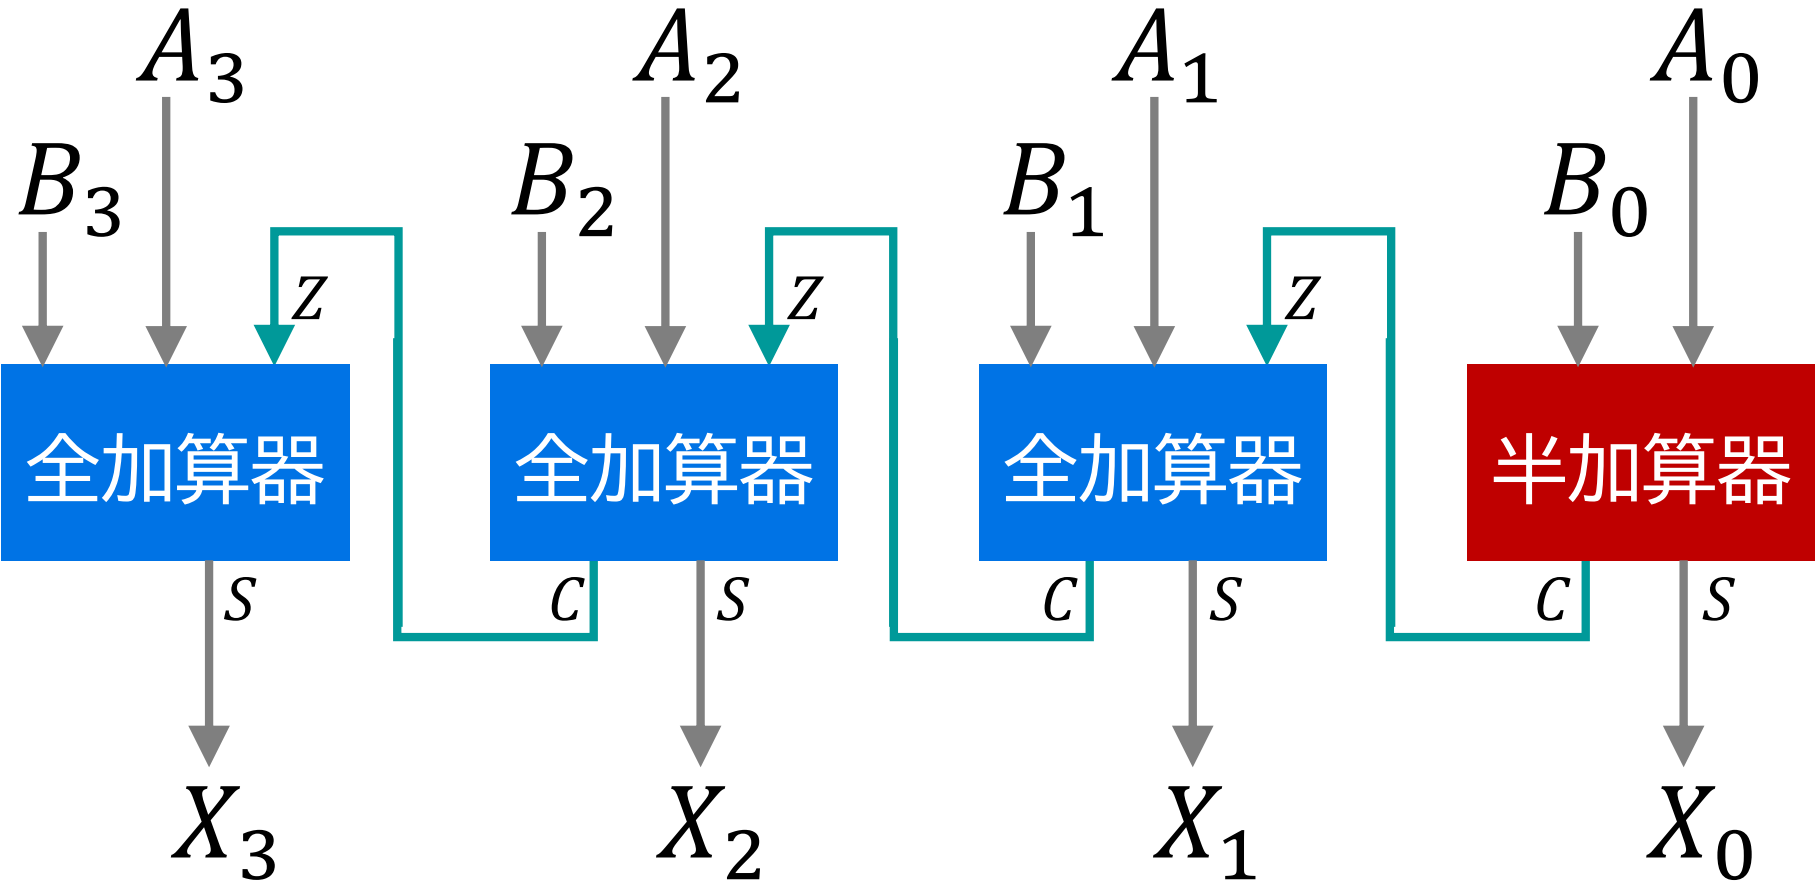 A3 A2 A1 A0
B3 B2 B1 B0
Z Z Z
全加算器 全加算器 全加算器 半加算器
S C S C S C S
X3 X2 X1 X0